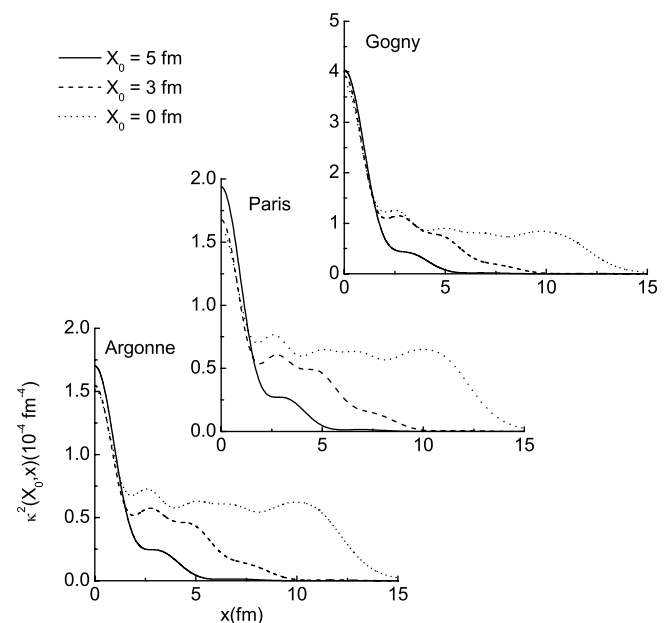 X₀ = 5 fm
X₀ = 3 fm
X₀ = 0 fm
Gogny
5
4
3
2
1
0
0 5 10 15
Paris
2.0
1.5
1.0
0.5
0.0
0 5 10 15
Argonne
2.0
1.5
1.0
0.5
0.0
0 5 10 15
κ²(X₀,x)(10⁻⁴ fm⁻⁴)
x(fm)